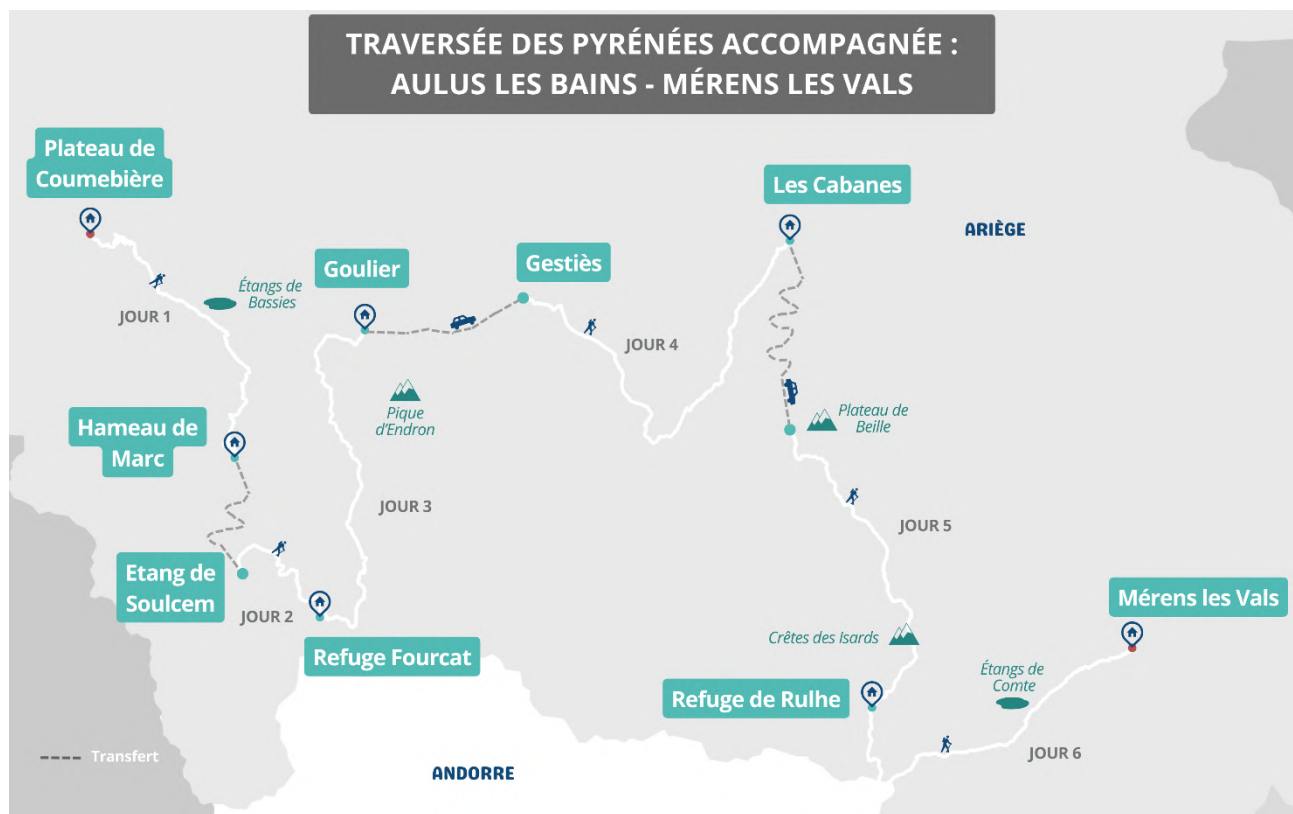 TRAVERSÉE DES PYRÉNÉES ACCOMPAGNÉE :
AULUS LES BAINS - MÉRENS LES VALS
Plateau de
Coumebière
Les Cabanes
ARIÈGE
Goulier
Gestiès
Étangs de
Bassies
JOUR 1
JOUR 4
Pique
d'Endron
Plateau de
Beille
Hameau de
Marc
JOUR 3
JOUR 5
Etang de
Soulcem
JOUR 2
Refuge Fourcat
Mérens les Vals
Crêtes des Isards
Étangs de
Comte
Refuge de Rulhe
JOUR 6
Transfert
ANDORRE